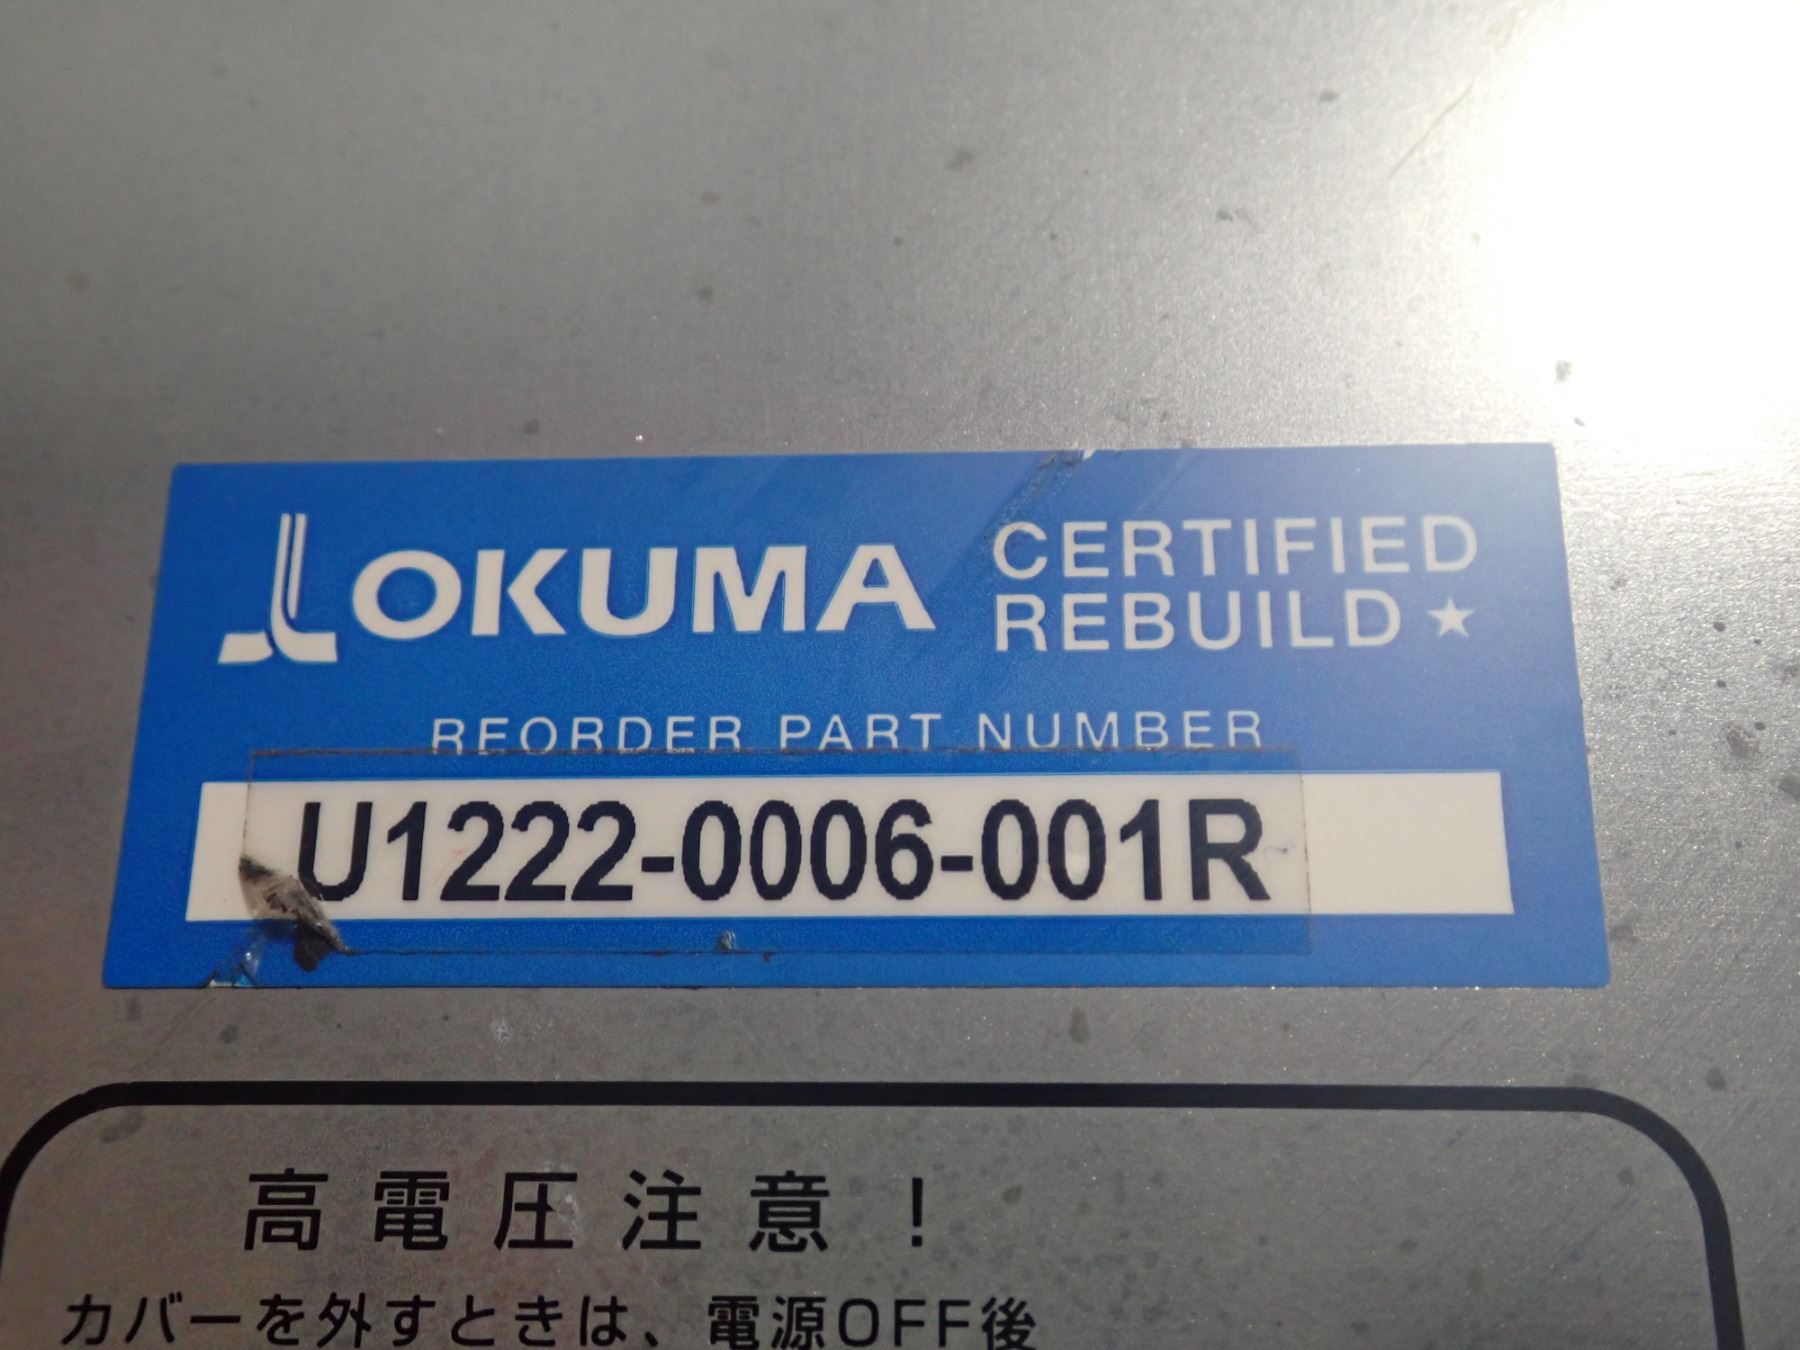 OKUMA CERTIFIED
REBUILD ★
REORDER PART NUMBER
U1222-0006-001R
高電圧注意！
カバーを外すときは、電源OFF後